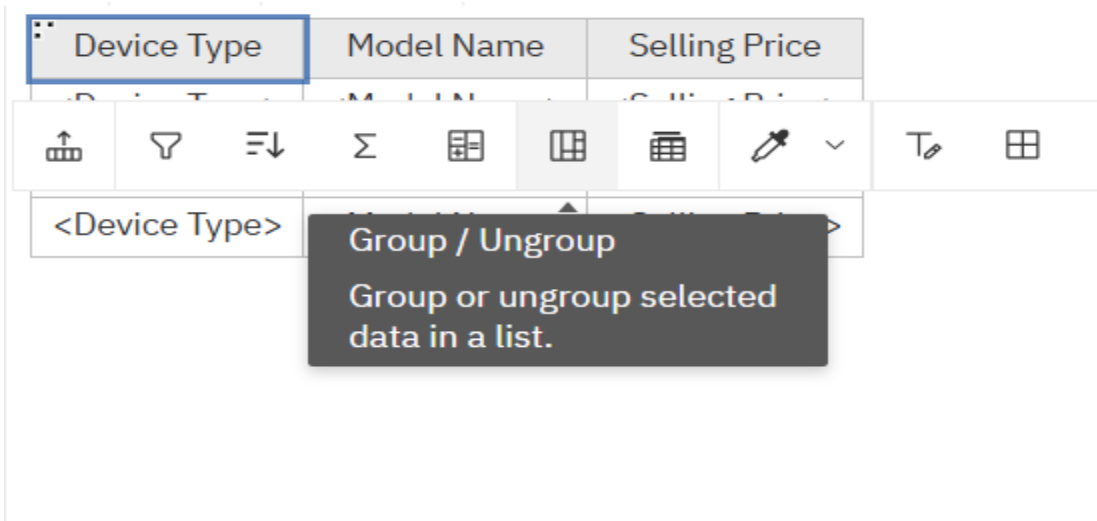 Device Type Model Name Selling Price
<Device Type>
Group / Ungroup
Group or ungroup selected
data in a list.